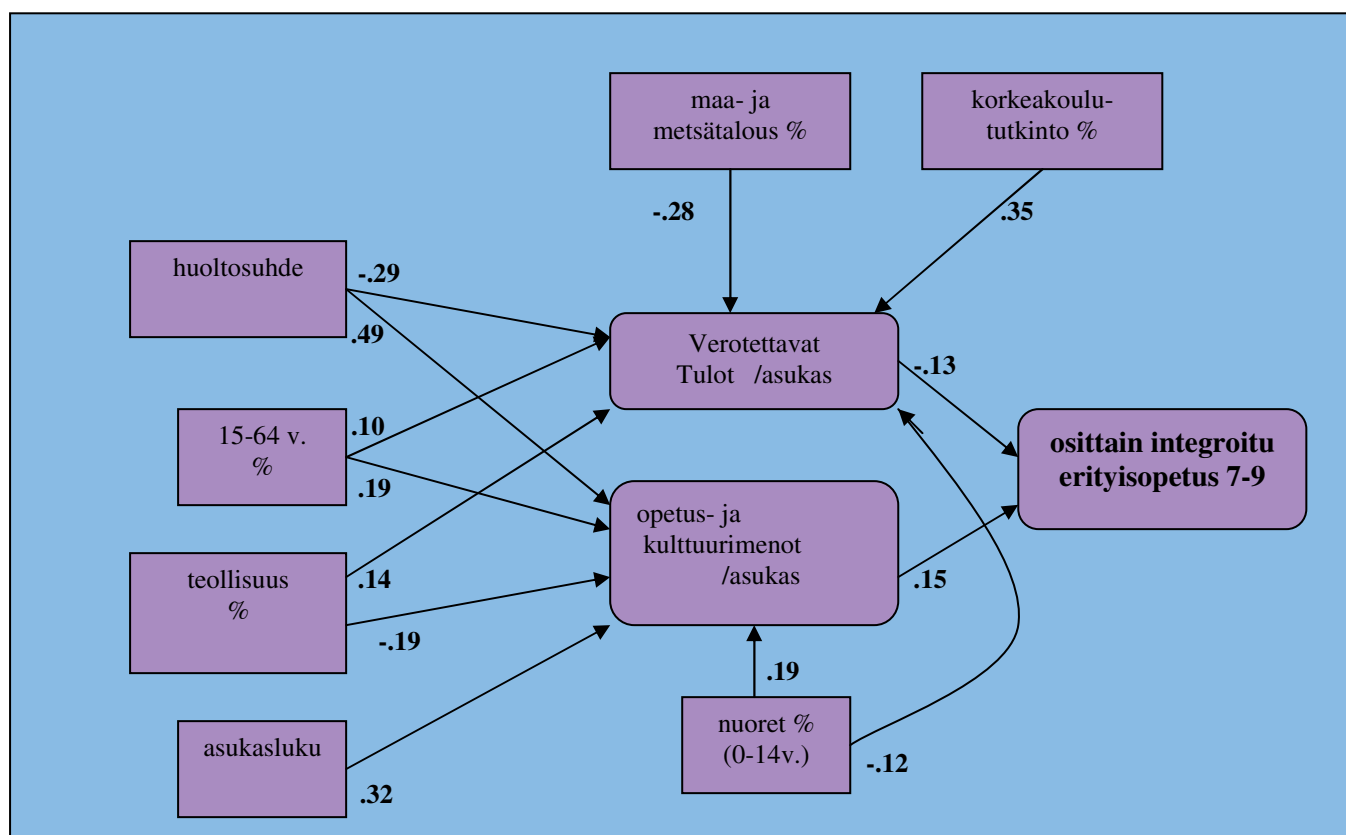 maa- ja
metsätalous %
korkeakoulu-
tutkinto %
-.28
.35
huoltosuhde
-.29
.49
Verotettavat
Tulot /asukas
-.13
15-64 v.
%
.10
.19
osittain integroitu
erityisopetus 7-9
opetus- ja
kulttuurimenot
/asukas
.15
teollisuus
%
.14
-.19
.19
asukasluku
.32
nuoret %
(0-14v.)
-.12